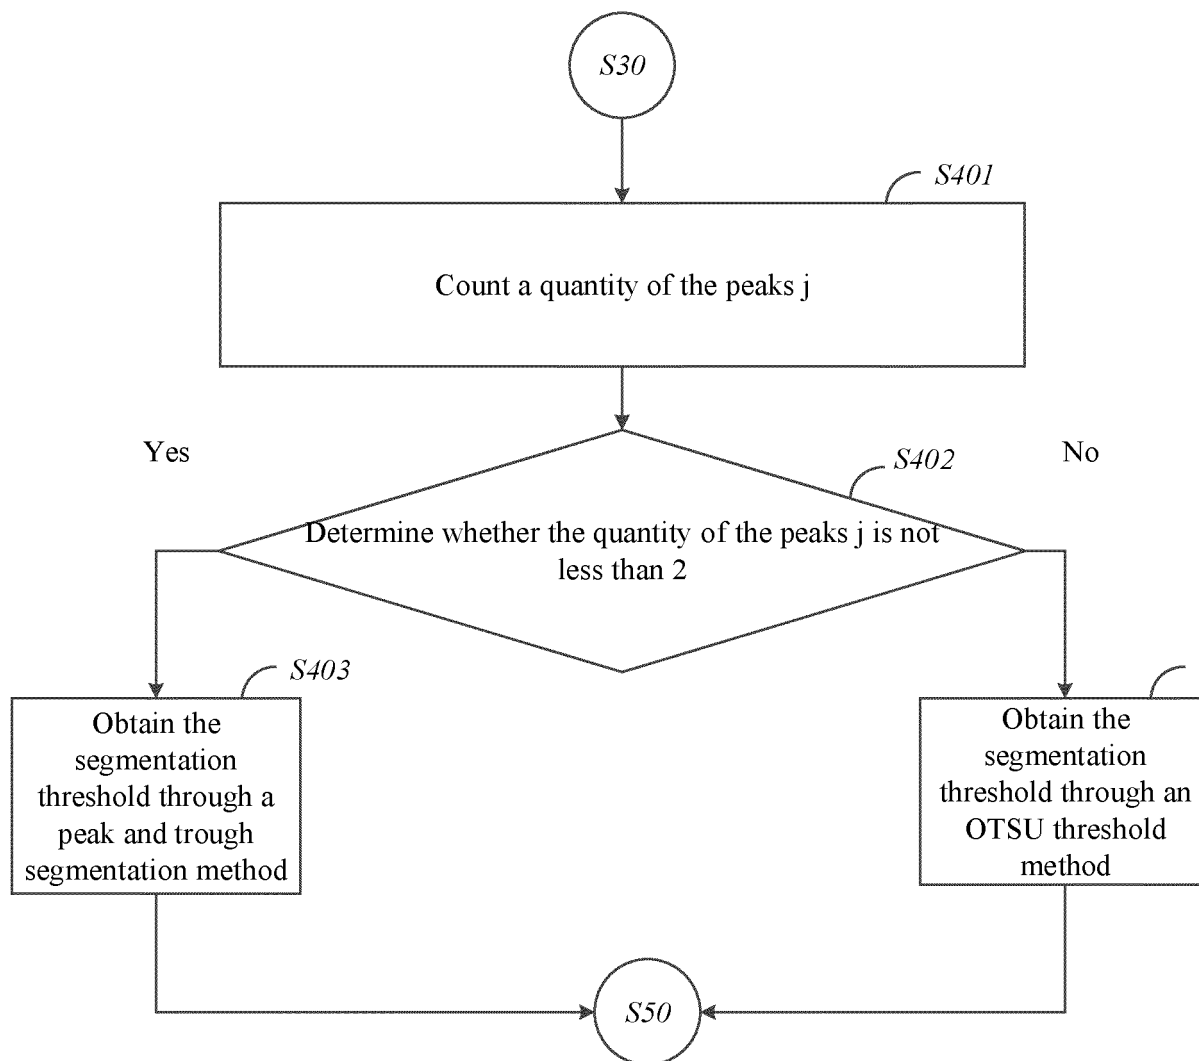 S30
S401
Count a quantity of the peaks j
Yes
No
S402
Determine whether the quantity of the peaks j is not
less than 2
S403
Obtain the
segmentation
threshold through a
peak and trough
segmentation method
Obtain the
segmentation
threshold through an
OTSU threshold
method
S50